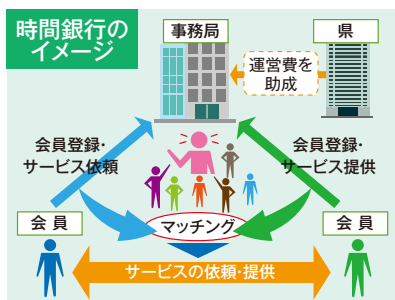 時間銀行の
イメージ
事務局
県
運営費を
助成
会員登録・
サービス依頼
会員登録・
サービス提供
会員
マッチング
会員
サービスの依頼・提供